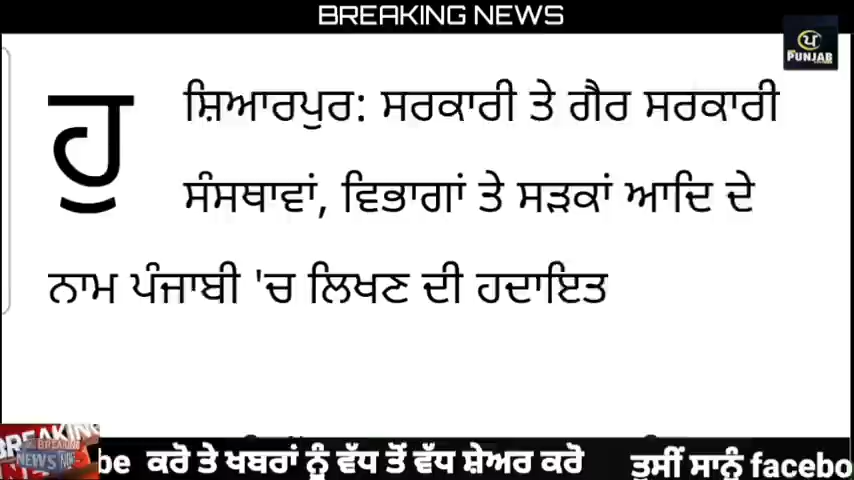 BREAKING NEWS
ਪ
PUNJAB
ਹੁਸ਼ਿਆਰਪੁਰ: ਸਰਕਾਰੀ ਤੇ ਗੈਰ ਸਰਕਾਰੀ
ਸੰਸਥਾਵਾਂ, ਵਿਭਾਗਾਂ ਤੇ ਸੜਕਾਂ ਆਦਿ ਦੇ
ਨਾਮ ਪੰਜਾਬੀ 'ਚ ਲਿਖਣ ਦੀ ਹਦਾਇਤ
BREAKING
BREAKING
NEWS
be ਕਰੋ ਤੇ ਖਬਰਾਂ ਨੂੰ ਵੱਧ ਤੋਂ ਵੱਧ ਸ਼ੇਅਰ ਕਰੋ ਤੁਸੀਂ ਸਾਨੂੰ facebo